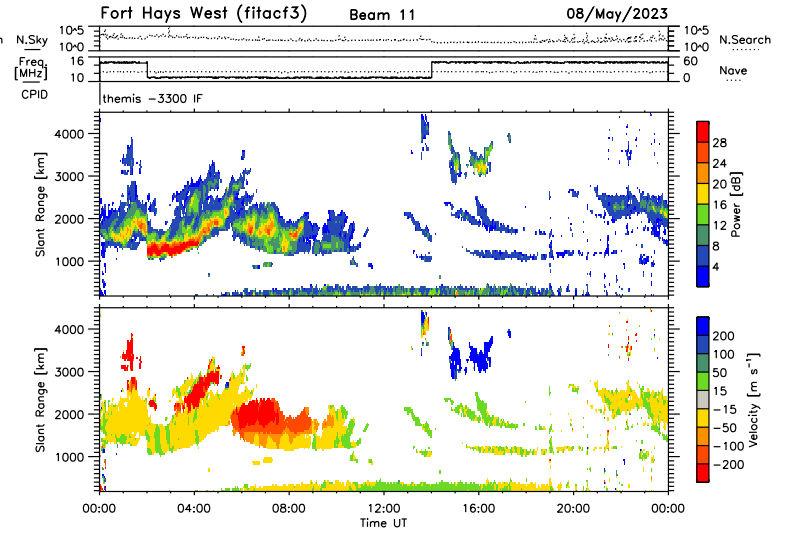 Fort Hays West (fitacf3) Beam 11 08/May/2023
N.Sky 10^5 10^0 10^5 10^0 N.Search
Freq. [MHz] 16 10 60 0 Nave
CPID themis -3300 IF
Slant Range [km] 4000 3000 2000 1000
28 24 20 16 12 8 4 Power [dB]
Slant Range [km] 4000 3000 2000 1000
200 100 50 15 -15 -50 -100 -200 Velocity [m s⁻¹]
00:00 04:00 08:00 12:00 16:00 20:00 00:00
Time UT